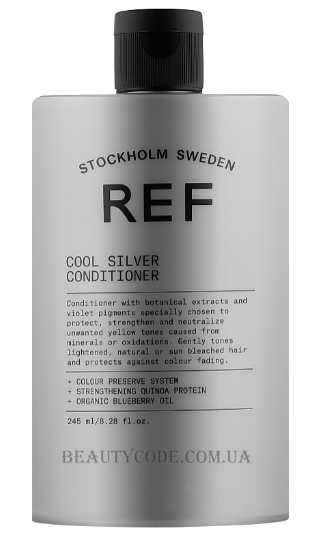 STOCKHOLM SWEDEN
REF
COOL SILVER
CONDITIONER
Conditioner with botanical extracts and
violet pigments specially chosen to
protect, strengthen and neutralize
unwanted yellow tones caused from
minerals or oxidations. Gently tones
lightened, natural or sun bleached hair
and protects against colour fading.
+ COLOUR PRESERVE SYSTEM
+ STRENGTHENING QUINOA PROTEIN
+ ORGANIC BLUEBERRY OIL
245 ml/8.28 fl.oz.
BEAUTYCODE.COM.UA